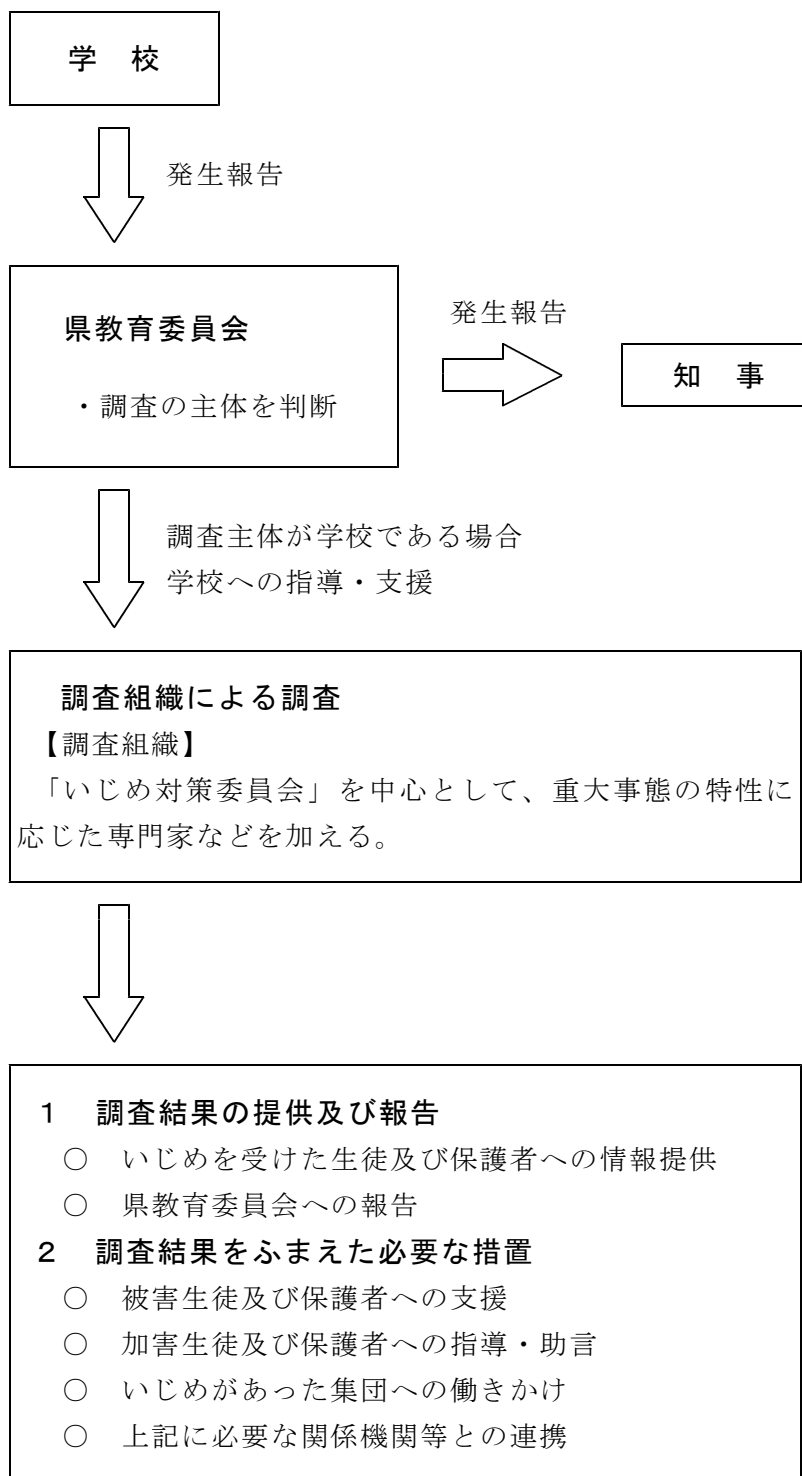 学 校
発生報告
県教育委員会
・調査の主体を判断
発生報告
知 事
調査主体が学校である場合
学校への指導・支援
調査組織による調査
【調査組織】
「いじめ対策委員会」を中心として、重大事態の特性に
応じた専門家などを加える。
1 調査結果の提供及び報告
○ いじめを受けた生徒及び保護者への情報提供
○ 県教育委員会への報告
2 調査結果をふまえた必要な措置
○ 被害生徒及び保護者への支援
○ 加害生徒及び保護者への指導・助言
○ いじめがあった集団への働きかけ
○ 上記に必要な関係機関等との連携